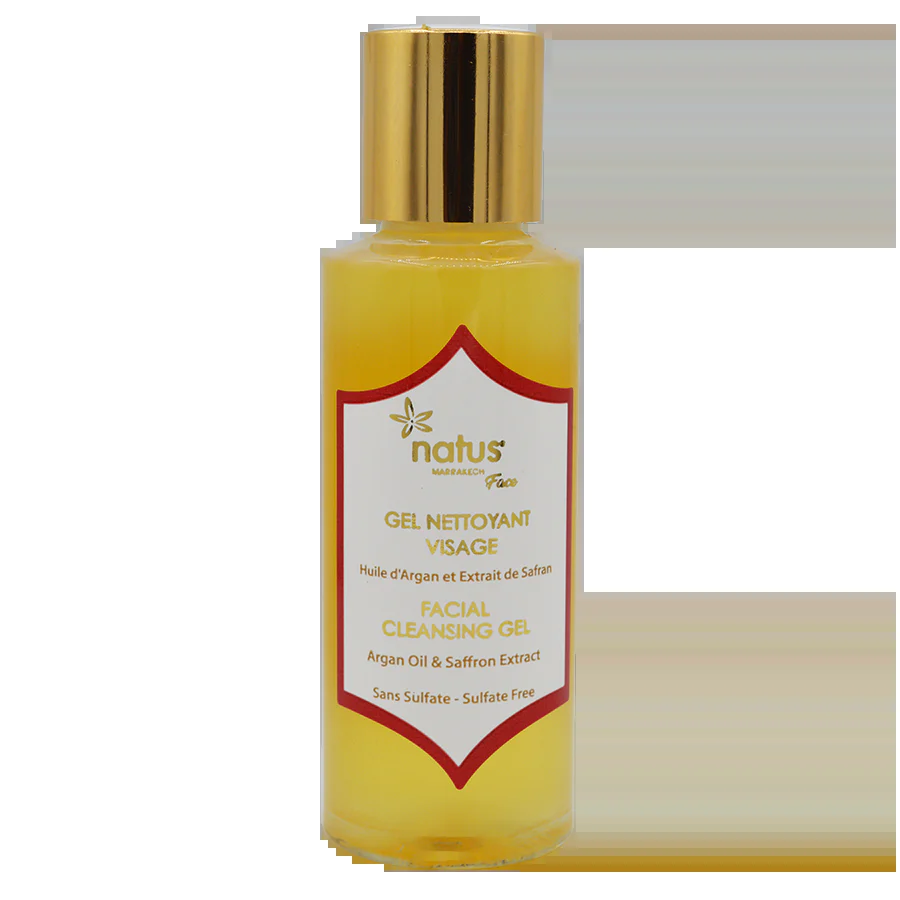 natus
MARRAKECH
Face
GEL NETTOYANT
VISAGE
Huile d'Argan et Extrait de Safran
FACIAL
CLEANSING GEL
Argan Oil & Saffron Extract
Sans Sulfate - Sulfate Free